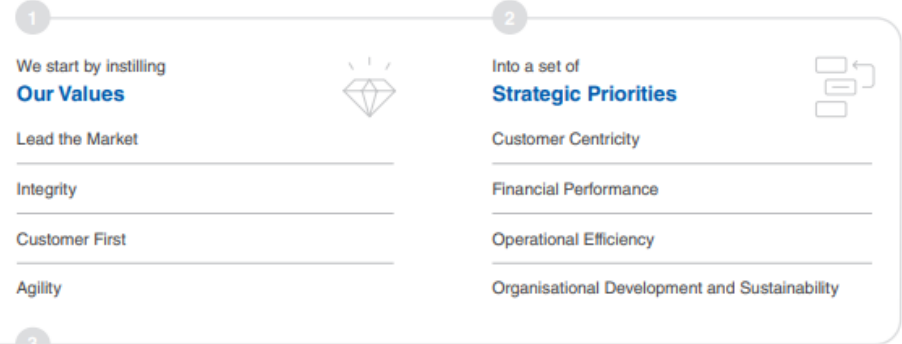 1
We start by instilling
Our Values
Lead the Market
Integrity
Customer First
Agility
2
Into a set of
Strategic Priorities
Customer Centricity
Financial Performance
Operational Efficiency
Organisational Development and Sustainability